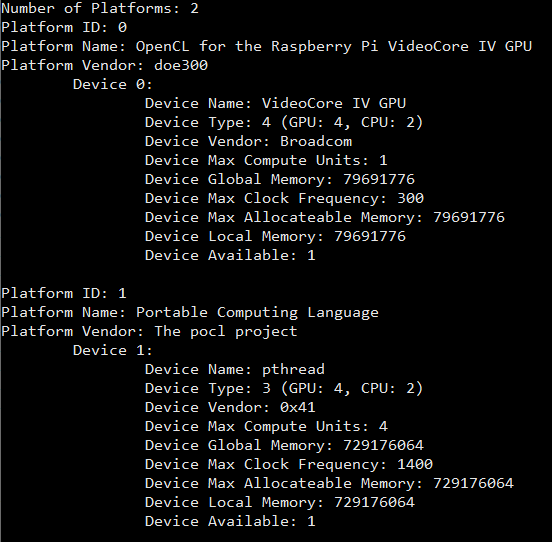 Number of Platforms: 2
Platform ID: 0
Platform Name: OpenCL for the Raspberry Pi VideoCore IV GPU
Platform Vendor: doe300
Device 0:
Device Name: VideoCore IV GPU
Device Type: 4 (GPU: 4, CPU: 2)
Device Vendor: Broadcom
Device Max Compute Units: 1
Device Global Memory: 79691776
Device Max Clock Frequency: 300
Device Max Allocateable Memory: 79691776
Device Local Memory: 79691776
Device Available: 1
Platform ID: 1
Platform Name: Portable Computing Language
Platform Vendor: The pocl project
Device 1:
Device Name: pthread
Device Type: 3 (GPU: 4, CPU: 2)
Device Vendor: 0x41
Device Max Compute Units: 4
Device Global Memory: 729176064
Device Max Clock Frequency: 1400
Device Max Allocateable Memory: 729176064
Device Local Memory: 729176064
Device Available: 1